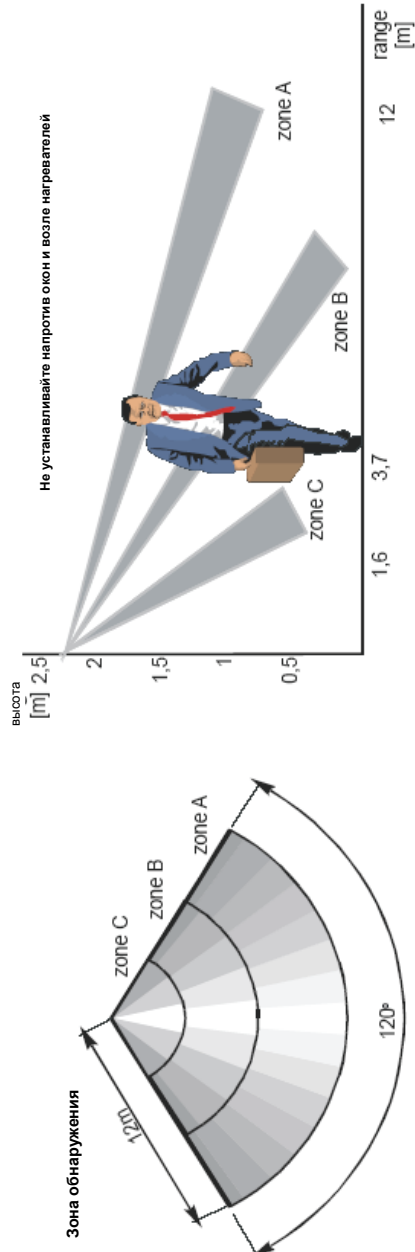 Зона обнаружения
12m
zone C
zone B
zone A
120°
высота
[m]
2,5
2
1,5
1
0,5
Не устанавливайте напротив окон и возле нагревателей
zone A
zone B
zone C
1,6
3,7
12
range
[m]